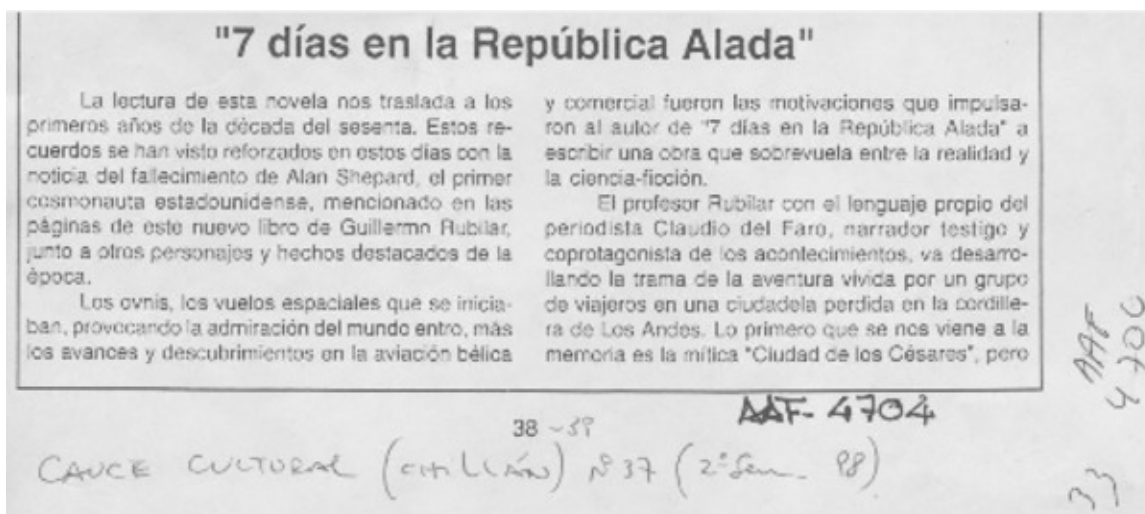 "7 días en la República Alada"
La lectura de esta novela nos traslada a los
primeros años de la década del sesenta. Estos re-
cuerdos se han visto reforzados en estos días con la
noticia del fallecimiento de Alan Shepard, el primer
cosmonauta estadounidense, mencionado en las
páginas de este nuevo libro de Guillermo Rubilar,
junto a otros personajes y hechos destacados de la
época.
Los ovnis, los vuelos espaciales que se inicia-
ban, provocando la admiración del mundo entro, más
los avances y descubrimientos en la aviación bélica
y comercial fueron las motivaciones que impulsa-
ron al autor de "7 días en la República Alada" a
escribir una obra que sobrevuela entre la realidad y
la ciencia-ficción.
El profesor Rubilar con el lenguaje propio del
periodista Claudio del Faro, narrador testigo y
coprotagonista de los acontecimientos, va desarro-
llando la trama de la aventura vivida por un grupo
de viajeros en una ciudadela perdida en la cordille-
ra de Los Andes. Lo primero que se nos viene a la
memoria es la mítica "Ciudad de los Césares", pero
38 - 39
AAF- 4704
CAUCE CULTURAL (CHILLÁN) Nº 37 (2º Sem. 98)
AAF
4706
33